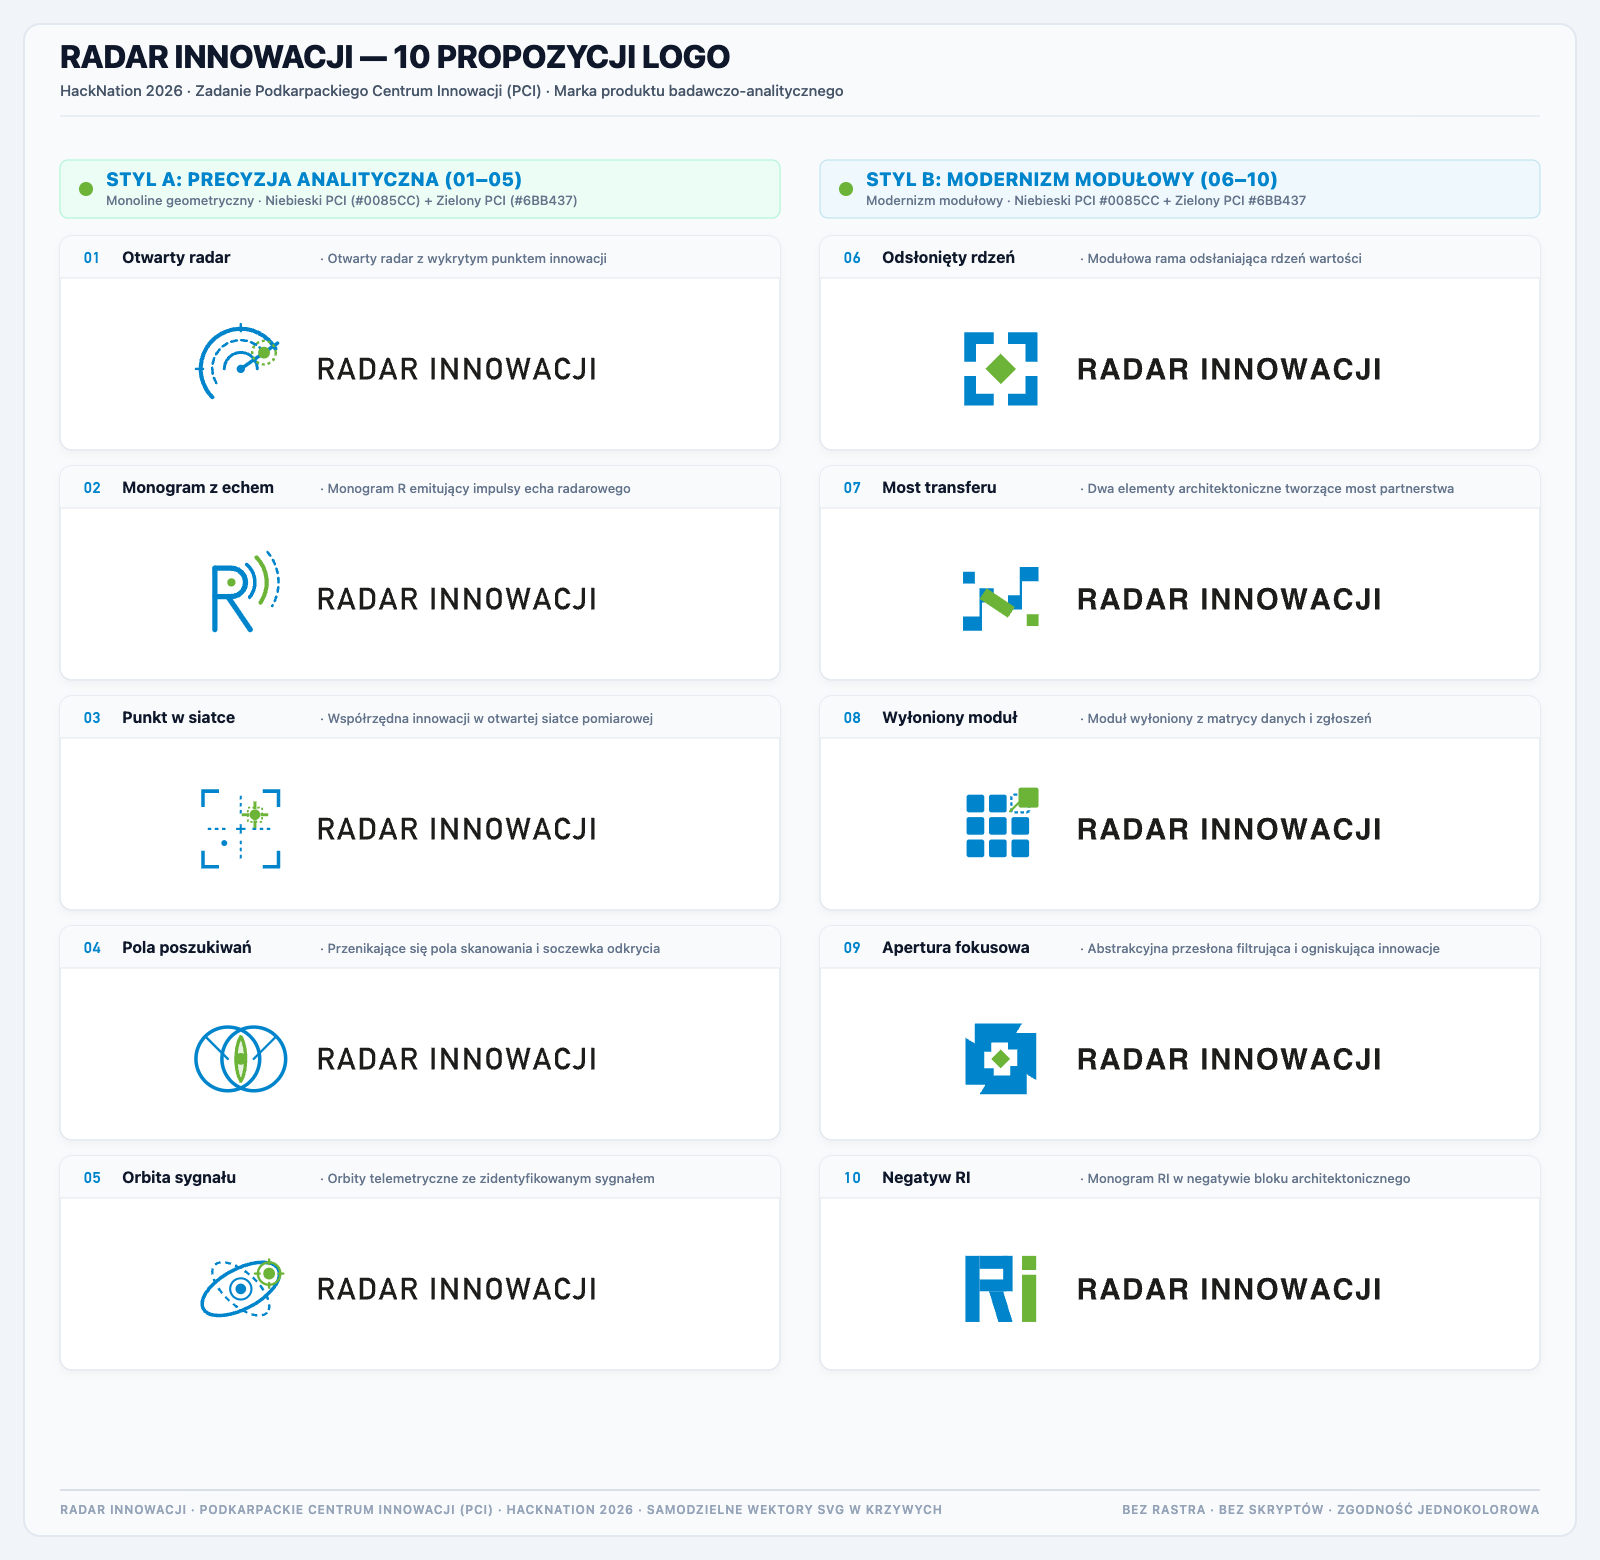 RADAR INNOWACJI — 10 PROPOZYCJI LOGO
HackNation 2026 · Zadanie Podkarpackiego Centrum Innowacji (PCI) · Marka produktu badawczo-analitycznego
STYL A: PRECYZJA ANALITYCZNA (01–05)
Monoline geometryczny · Niebieski PCI (#0085CC) + Zielony PCI (#6BB437)
01 Otwarty radar · Otwarty radar z wykrytym punktem innowacji
RADAR INNOWACJI
02 Monogram z echem · Monogram R emitujący impulsy echa radarowego
R RADAR INNOWACJI
03 Punkt w siatce · Współrzędna innowacji w otwartej siatce pomiarowej
RADAR INNOWACJI
04 Pola poszukiwań · Przenikające się pola skanowania i soczewka odkrycia
RADAR INNOWACJI
05 Orbita sygnału · Orbity telemetryczne ze zidentyfikowanym sygnałem
RADAR INNOWACJI
STYL B: MODERNIZM MODUŁOWY (06–10)
Modernizm modułowy · Niebieski PCI #0085CC + Zielony PCI #6BB437
06 Odsłonięty rdzeń · Modułowa rama odsłaniająca rdzeń wartości
RADAR INNOWACJI
07 Most transferu · Dwa elementy architektoniczne tworzące most partnerstwa
RADAR INNOWACJI
08 Wyłoniony moduł · Moduł wyłoniony z matrycy danych i zgłoszeń
RADAR INNOWACJI
09 Apertura fokusowa · Abstrakcyjna przesłona filtrująca i ogniskująca innowacje
RADAR INNOWACJI
10 Negatyw RI · Monogram RI w negatywie bloku architektonicznego
Ri RADAR INNOWACJI
RADAR INNOWACJI · PODKARPACKIE CENTRUM INNOWACJI (PCI) · HACKNATION 2026 · SAMODZIELNE WEKTORY SVG W KRZYWYCH
BEZ RASTRA · BEZ SKRYPTÓW · ZGODNOŚĆ JEDNOKOLOROWA